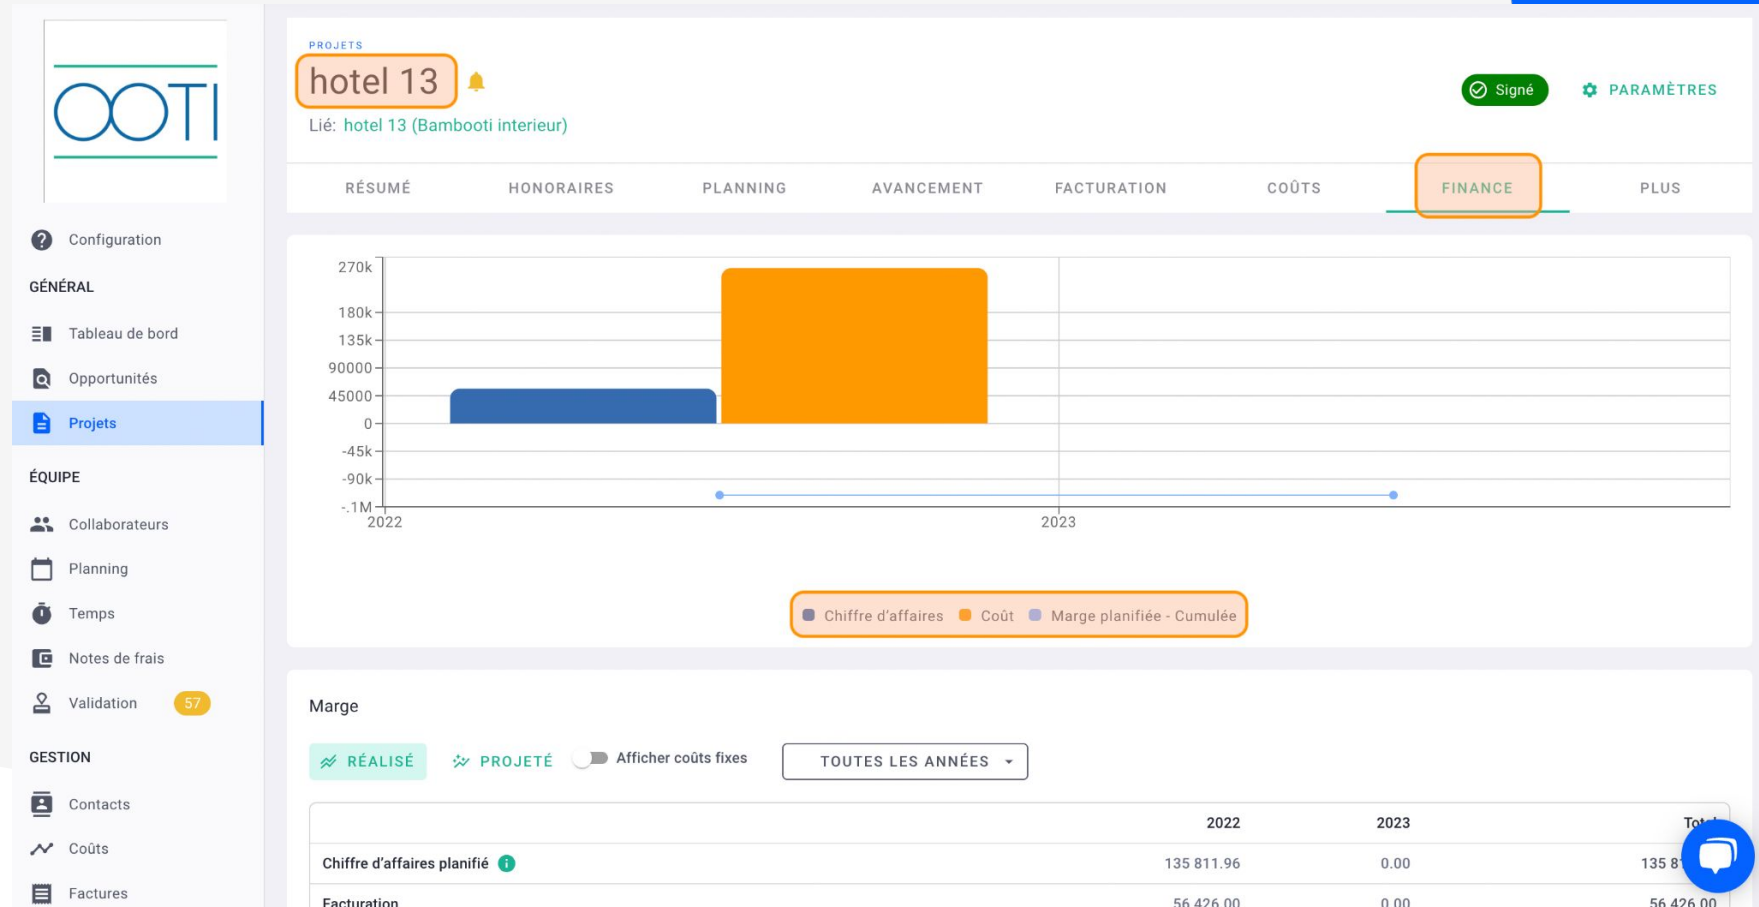 OOTI
Configuration
GÉNÉRAL
Tableau de bord
Opportunités
Projets
ÉQUIPE
Collaborateurs
Planning
Temps
Notes de frais
Validation 57
GESTION
Contacts
Coûts
Factures
PROJETS
hotel 13
Lié: hotel 13 (Bambooti interieur)
Signé PARAMÈTRES
RÉSUMÉ HONORAIRES PLANNING AVANCEMENT FACTURATION COÛTS FINANCE PLUS
270k
180k
135k
90000
45000
0
-45k
-90k
-.1M
2022 2023
Chiffre d'affaires Coût Marge planifiée - Cumulée
Marge
RÉALISÉ PROJETÉ Afficher coûts fixes TOUTES LES ANNÉES
2022 2023
Chiffre d'affaires planifié 135 811.96 0.00
Facturation 56 426.00 0.00 56 426.00